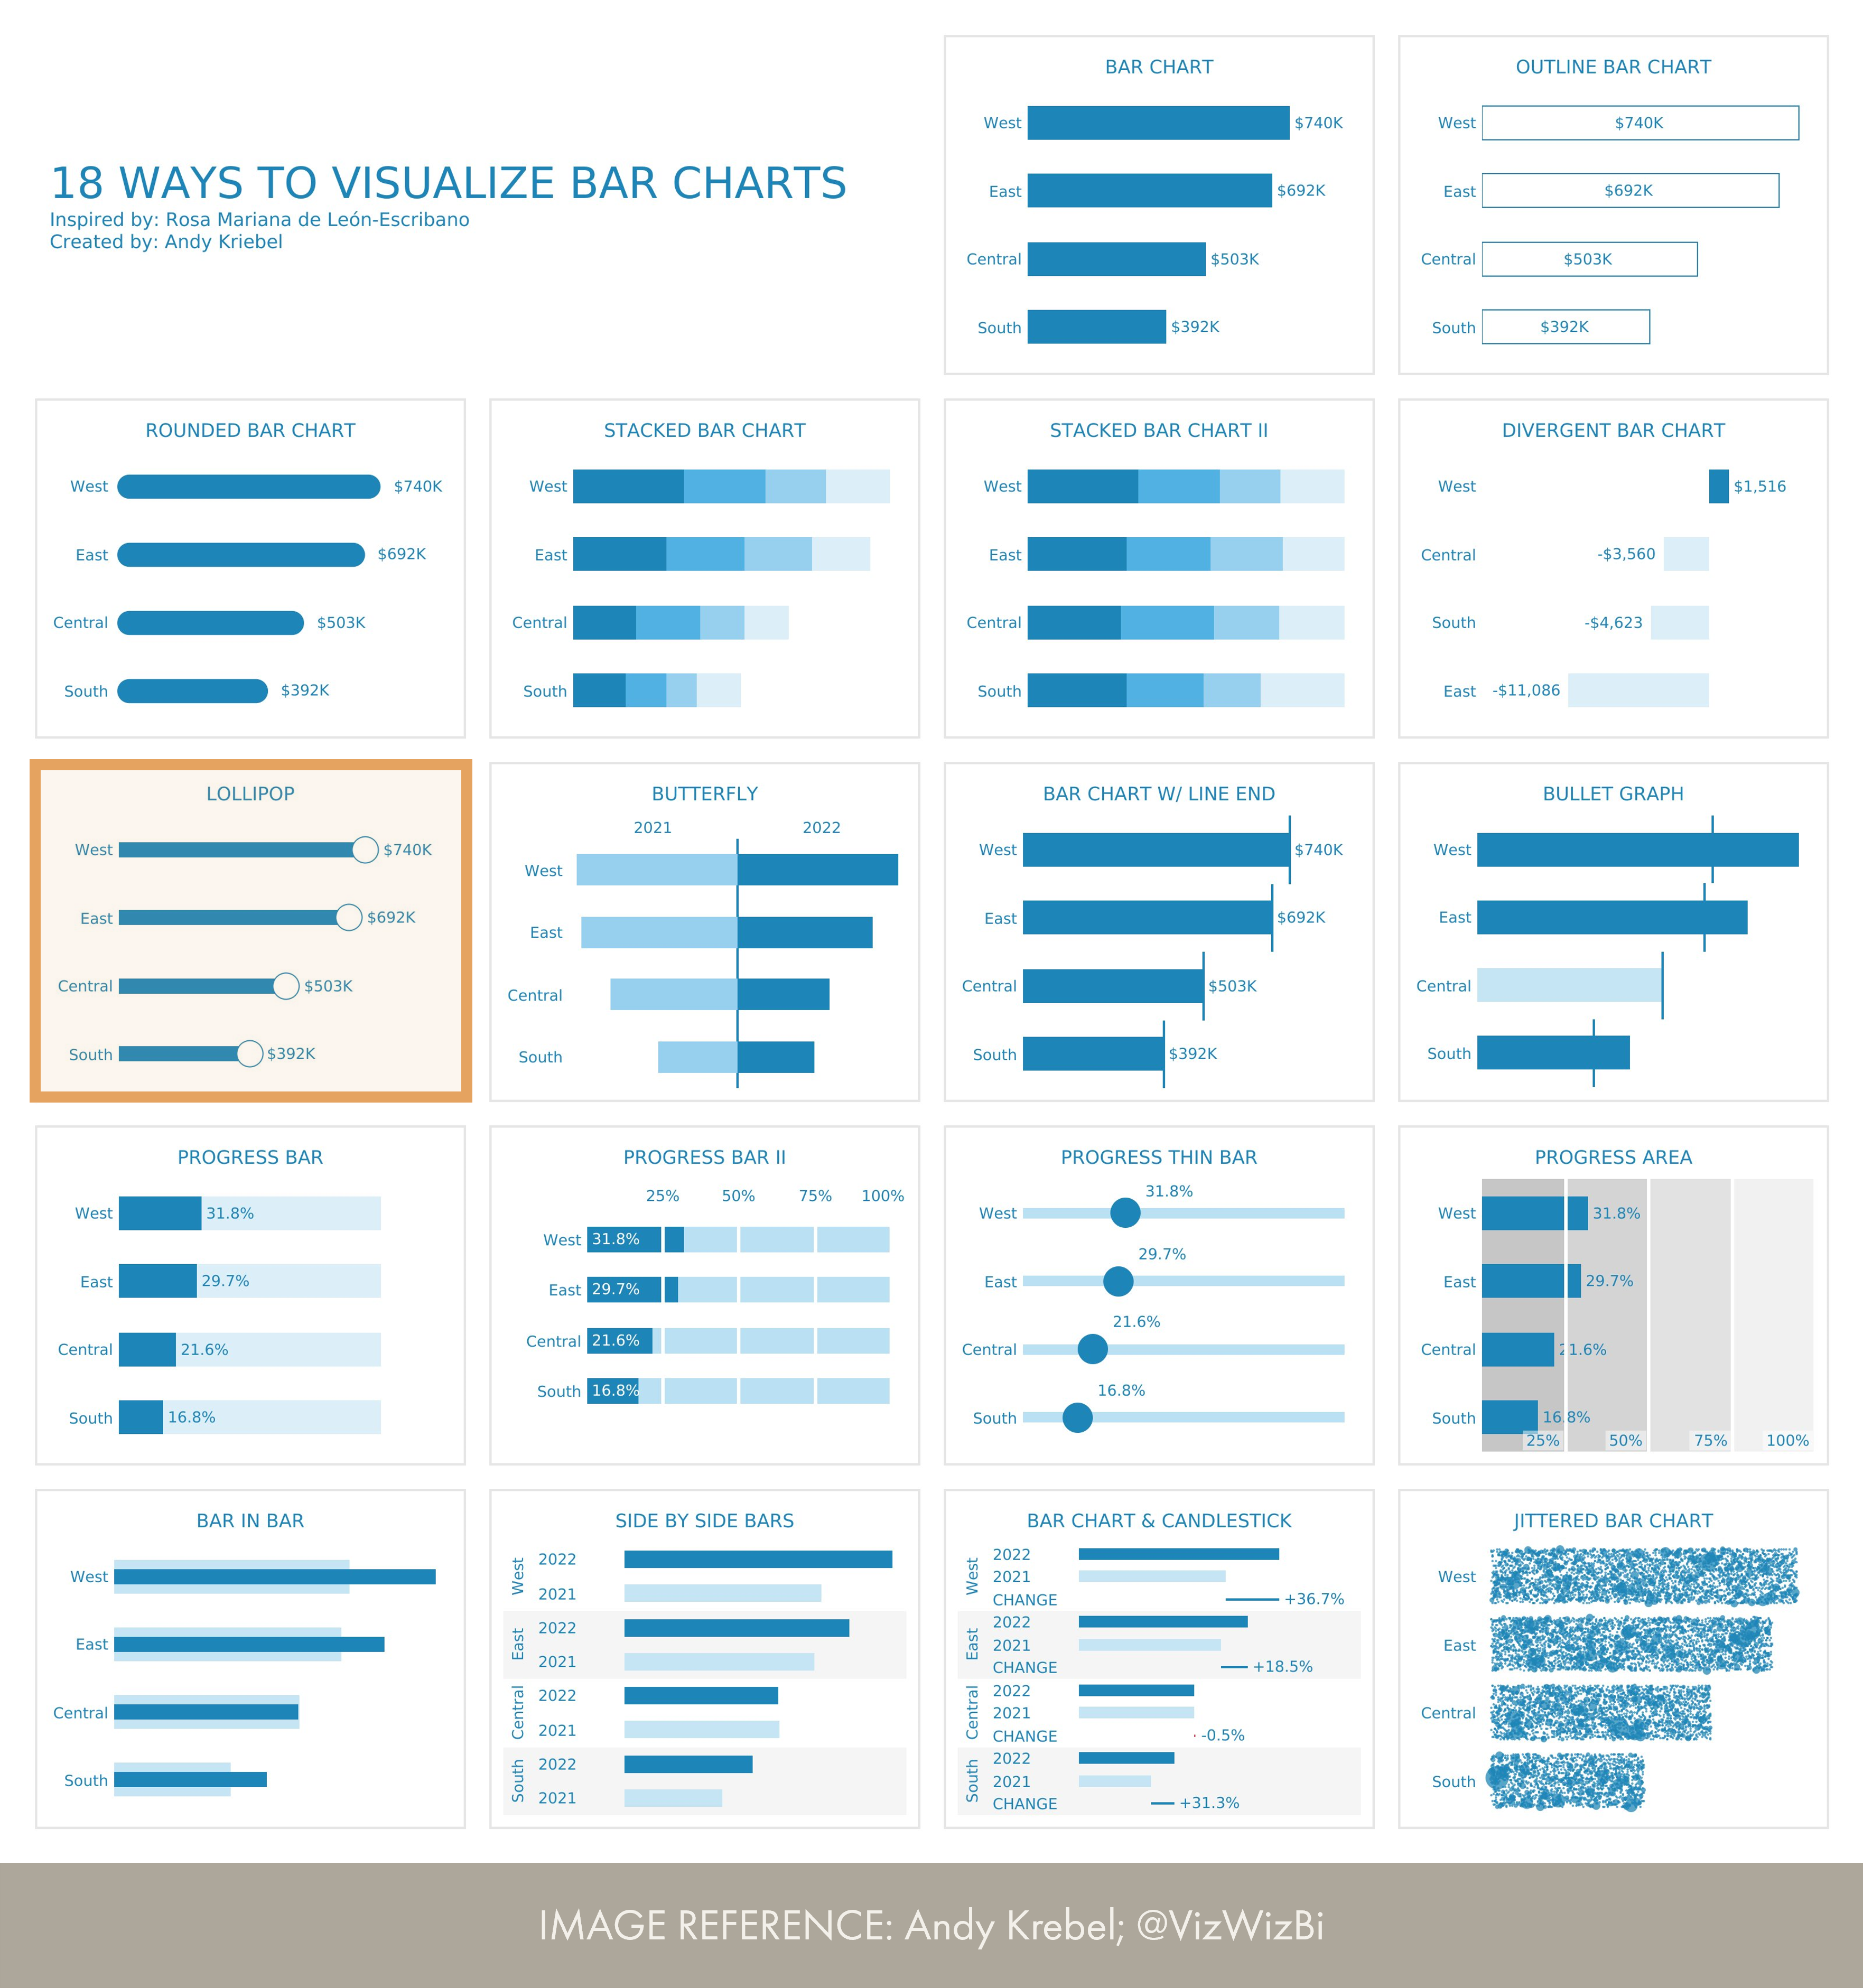 18 WAYS TO VISUALIZE BAR CHARTS
Inspired by: Rosa Mariana de León-Escribano
Created by: Andy Kriebel
BAR CHART
West $740K
East $692K
Central $503K
South $392K
OUTLINE BAR CHART
West $740K
East $692K
Central $503K
South $392K
ROUNDED BAR CHART
West $740K
East $692K
Central $503K
South $392K
STACKED BAR CHART
West
East
Central
South
STACKED BAR CHART II
West
East
Central
South
DIVERGENT BAR CHART
West $1,516
Central -$3,560
South -$4,623
East -$11,086
LOLLIPOP
West $740K
East $692K
Central $503K
South $392K
BUTTERFLY
2021 2022
West
East
Central
South
BAR CHART W/ LINE END
West $740K
East $692K
Central $503K
South $392K
BULLET GRAPH
West
East
Central
South
PROGRESS BAR
West 31.8%
East 29.7%
Central 21.6%
South 16.8%
PROGRESS BAR II
25% 50% 75% 100%
West 31.8%
East 29.7%
Central 21.6%
South 16.8%
PROGRESS THIN BAR
31.8%
West
29.7%
East
21.6%
Central
16.8%
South
PROGRESS AREA
West 31.8%
East 29.7%
Central 21.6%
South 16.8%
25% 50% 75% 100%
BAR IN BAR
West
East
Central
South
SIDE BY SIDE BARS
West
2022
2021
East
2022
2021
Central
2022
2021
South
2022
2021
BAR CHART & CANDLESTICK
West
2022
2021
CHANGE +36.7%
East
2022
2021
CHANGE +18.5%
Central
2022
2021
CHANGE -0.5%
South
2022
2021
CHANGE +31.3%
JITTERED BAR CHART
West
East
Central
South
IMAGE REFERENCE: Andy Krebel; @VizWizBi